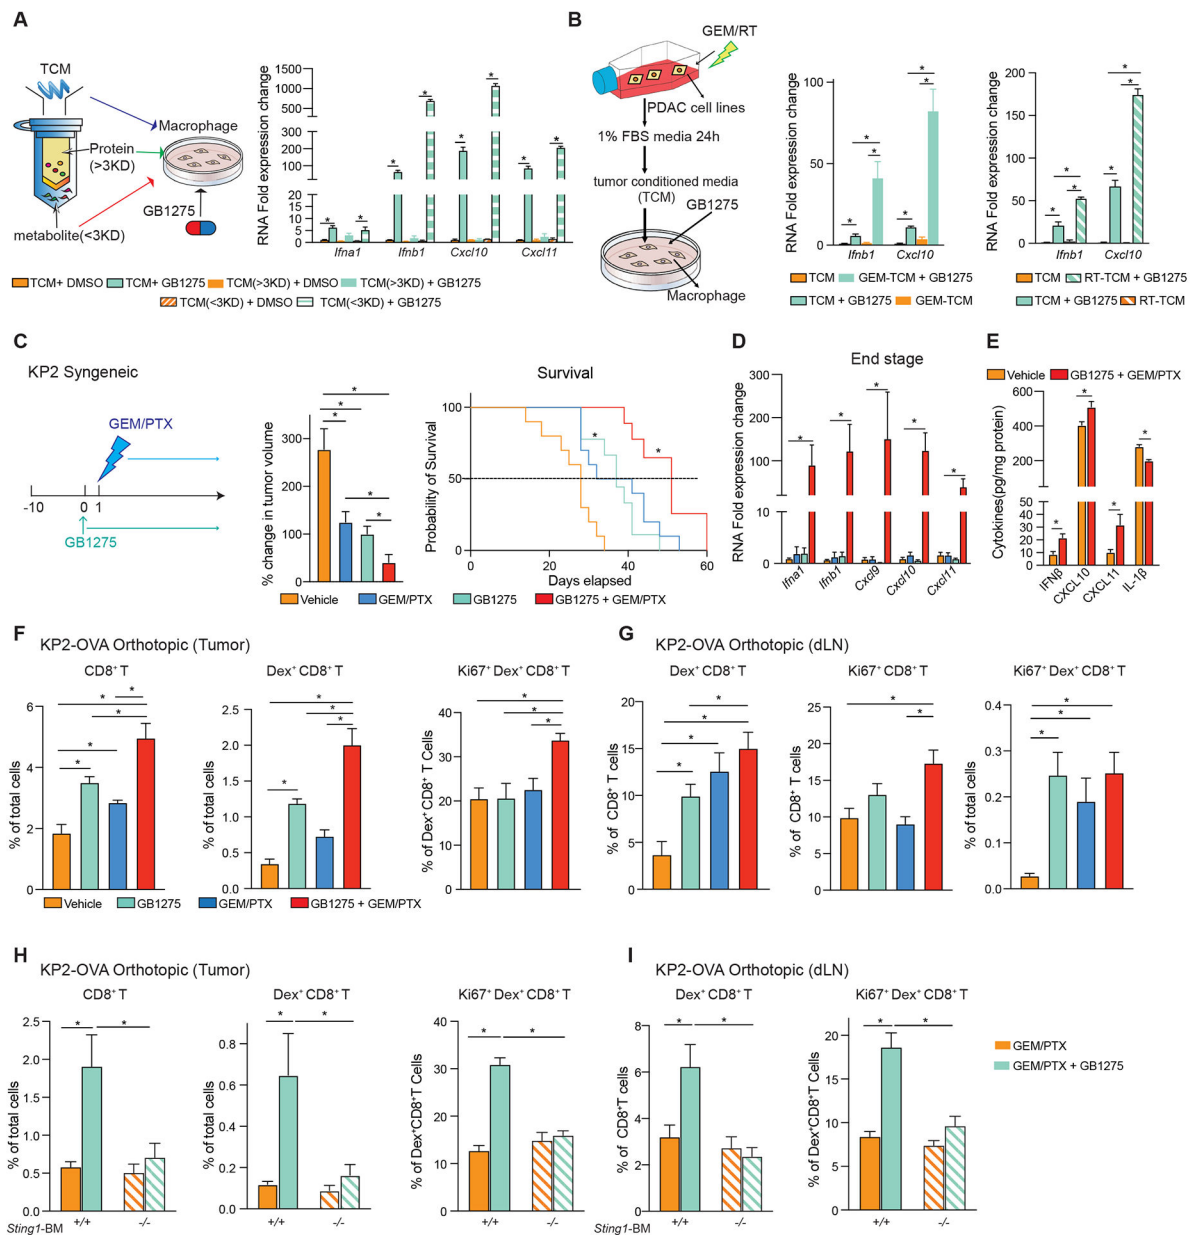 A
TCM
Protein
(>3KD)
Macrophage
GB1275
metabolite(<3KD)
RNA Fold expression change
1500
1000
500
300
200
100
20
15
10
5
0
* * * * * * * *
Ifna1 Ifnb1 Cxcl10 Cxcl11
TCM+ DMSO TCM+ GB1275 TCM(>3KD) + DMSO TCM(>3KD) + GB1275
TCM(<3KD) + DMSO TCM(<3KD) + GB1275
B
GEM/RT
PDAC cell lines
1% FBS media 24h
tumor conditioned media
(TCM)
GB1275
Macrophage
RNA Fold expression change
100
50
0
* * * * * *
Ifnb1 Cxcl10
TCM GEM-TCM + GB1275
TCM + GB1275 GEM-TCM
RNA Fold expression change
200
150
100
50
0
* * * * * *
Ifnb1 Cxcl10
TCM RT-TCM + GB1275
TCM + GB1275 RT-TCM
C
KP2 Syngeneic
GEM/PTX
-10 0 1
0
GB1275
% change in tumor volume
300
200
100
0
* * * * *
Survival
Probability of Survival
100
50
0
* *
0 20 40 60
Days elapsed
Vehicle GEM/PTX GB1275 GB1275 + GEM/PTX
D
End stage
RNA Fold expression change
300
200
100
10
0
* * * * *
Ifna1 Ifnb1 Cxcl9 Cxcl10 Cxcl11
E
Vehicle GB1275 + GEM/PTX
Cytokines(pg/mg protein)
600
400
200
50
40
30
20
10
0
* * * *
IFNβ CXCL10 CXCL11 IL-1β
F
KP2-OVA Orthotopic (Tumor)
CD8+ T
% of total cells
6
4
2
0
* * * * *
Dex+ CD8+ T
% of total cells
2.5
2.0
1.5
1.0
0.5
0.0
* * * *
Ki67+ Dex+ CD8+ T
% of Dex+ CD8+ T Cells
40
30
20
10
0
* * *
Vehicle GB1275 GEM/PTX GB1275 + GEM/PTX
G
KP2-OVA Orthotopic (dLN)
Dex+ CD8+ T
% of CD8+ T cells
20
15
10
5
0
* * * *
Ki67+ CD8+ T
% of CD8+ T cells
25
20
15
10
5
0
* *
Ki67+ Dex+ CD8+ T
% of total cells
0.4
0.3
0.2
0.1
0.0
* * *
H
KP2-OVA Orthotopic (Tumor)
CD8+ T
% of total cells
2.5
2.0
1.5
1.0
0.5
0.0
* *
Sting1-BM +/+ -/-
Dex+ CD8+ T
% of total cells
0.8
0.6
0.4
0.2
0.0
* *
+/+ -/-
Ki67+ Dex+ CD8+ T
% of Dex+CD8+T Cells
40
30
20
10
0
* *
+/+ -/-
I
KP2-OVA Orthotopic (dLN)
Dex+ CD8+ T
% of CD8+T Cells
8
6
4
2
0
* *
Sting1-BM +/+ -/-
Ki67+ Dex+ CD8+ T
% of Dex+CD8+T Cells
20
15
10
5
0
* *
+/+ -/-
GEM/PTX
GEM/PTX + GB1275